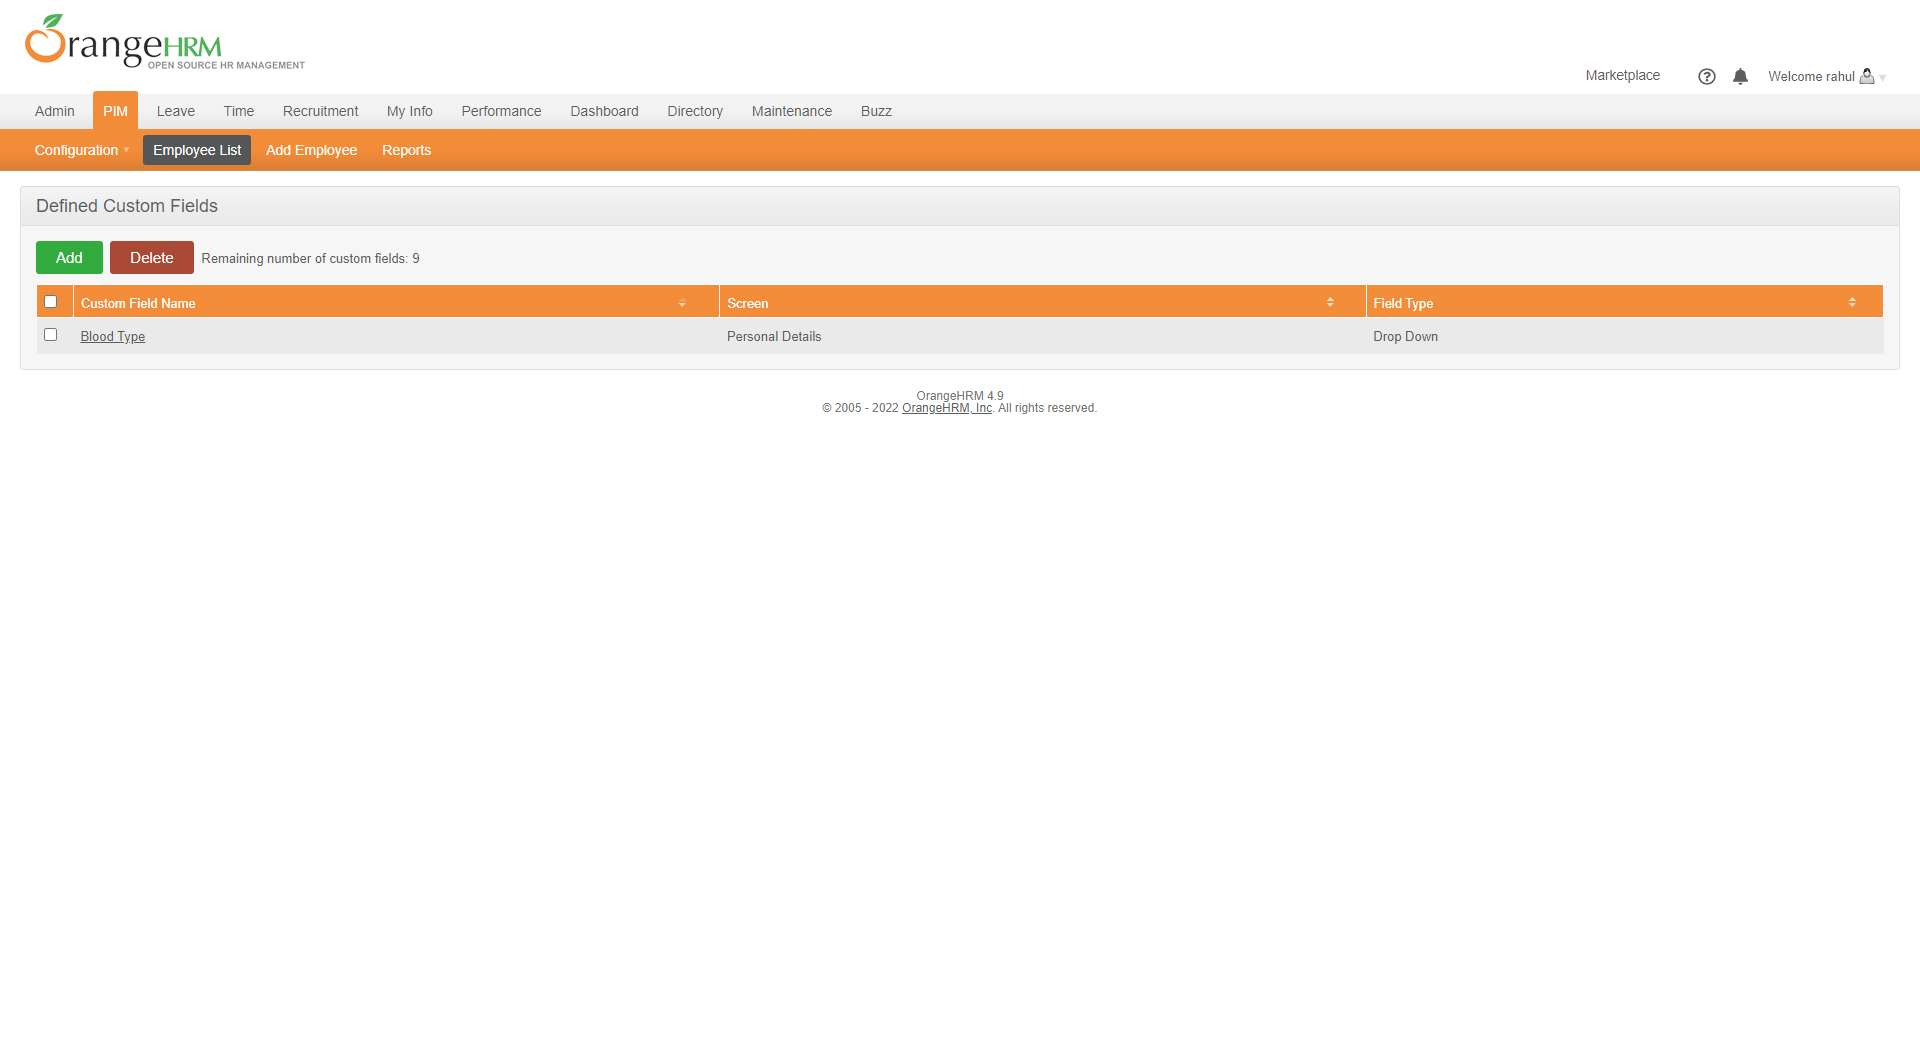 OrangeHRM
OPEN SOURCE HR MANAGEMENT
Marketplace
Welcome rahul
Admin PIM Leave Time Recruitment My Info Performance Dashboard Directory Maintenance Buzz
Configuration Employee List Add Employee Reports
Defined Custom Fields
Add Delete Remaining number of custom fields: 9
Custom Field Name Screen Field Type
Blood Type Personal Details Drop Down
OrangeHRM 4.9
© 2005 - 2022 OrangeHRM, Inc. All rights reserved.